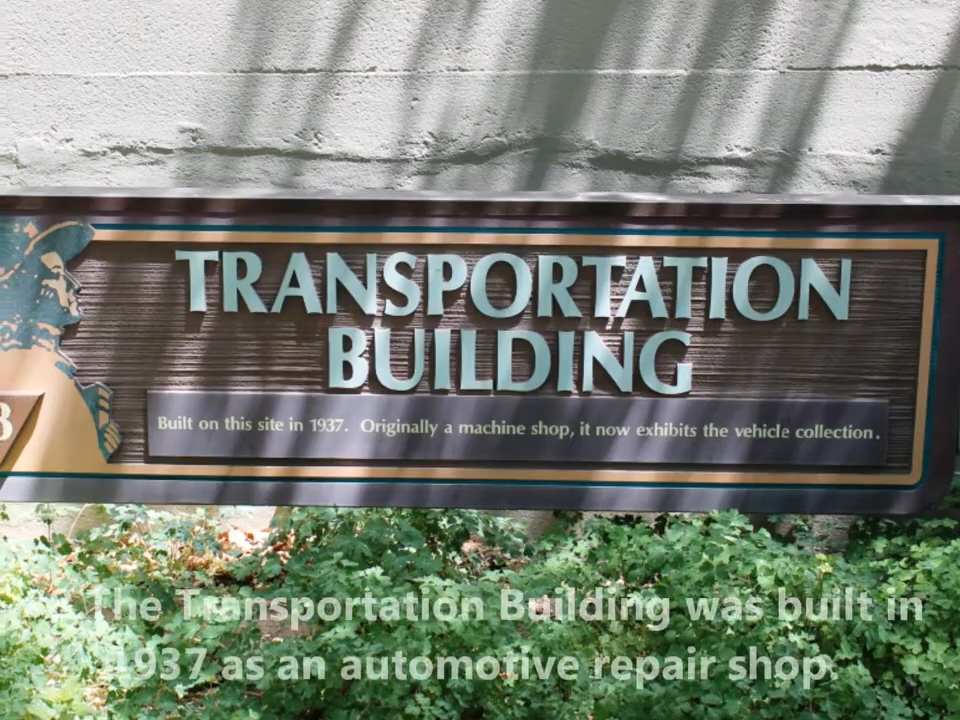 TRANSPORTATION
BUILDING
Built on this site in 1937. Originally a machine shop, it now exhibits the vehicle collection.
3
The Transportation Building was built in
1937 as an automotive repair shop.